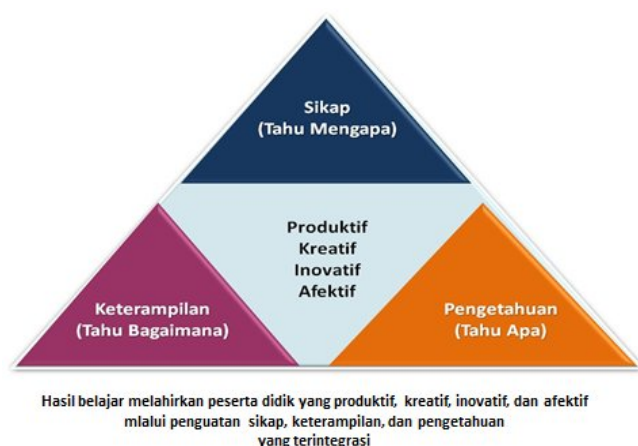 Sikap
(Tahu Mengapa)
Produktif
Kreatif
Inovatif
Afektif
Keterampilan
(Tahu Bagaimana)
Pengetahuan
(Tahu Apa)
Hasil belajar melahirkan peserta didik yang produktif, kreatif, inovatif, dan afektif
mlalui penguatan sikap, keterampilan, dan pengetahuan
yang terintegrasi